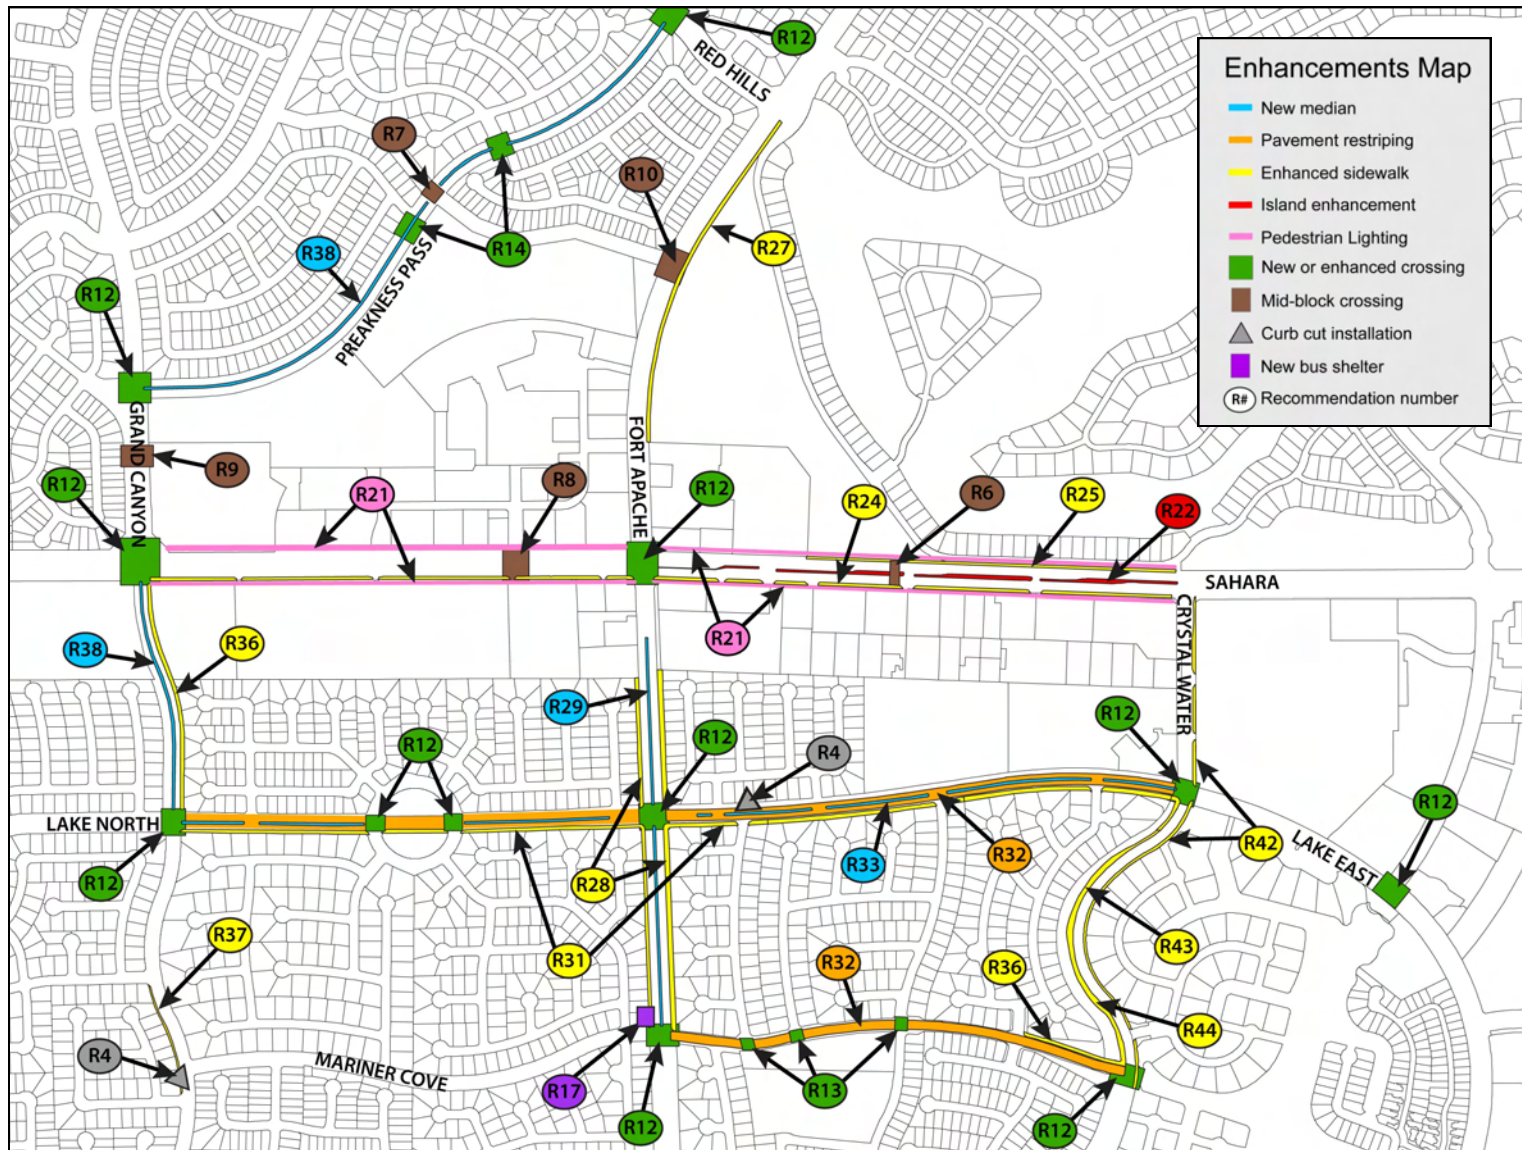 R12
RED HILLS
Enhancements Map
New median
Pavement restriping
Enhanced sidewalk
Island enhancement
Pedestrian Lighting
New or enhanced crossing
Mid-block crossing
Curb cut installation
New bus shelter
R# Recommendation number
R7
R10
R14
R27
R38
PREAKNESS PASS
R12
GRAND CANYON
R9
R12
R21
R8
FORT APACHE
R12
R24
R6
R25
R22
SAHARA
R21
CRYSTAL WATER
R38
R36
R29
R12
R12
R4
R12
LAKE NORTH
R12
R28
R33
R32
R42
LAKE EAST
R12
R37
R31
R32
R36
R43
R44
R4
MARINER COVE
R17
R12
R13
R12